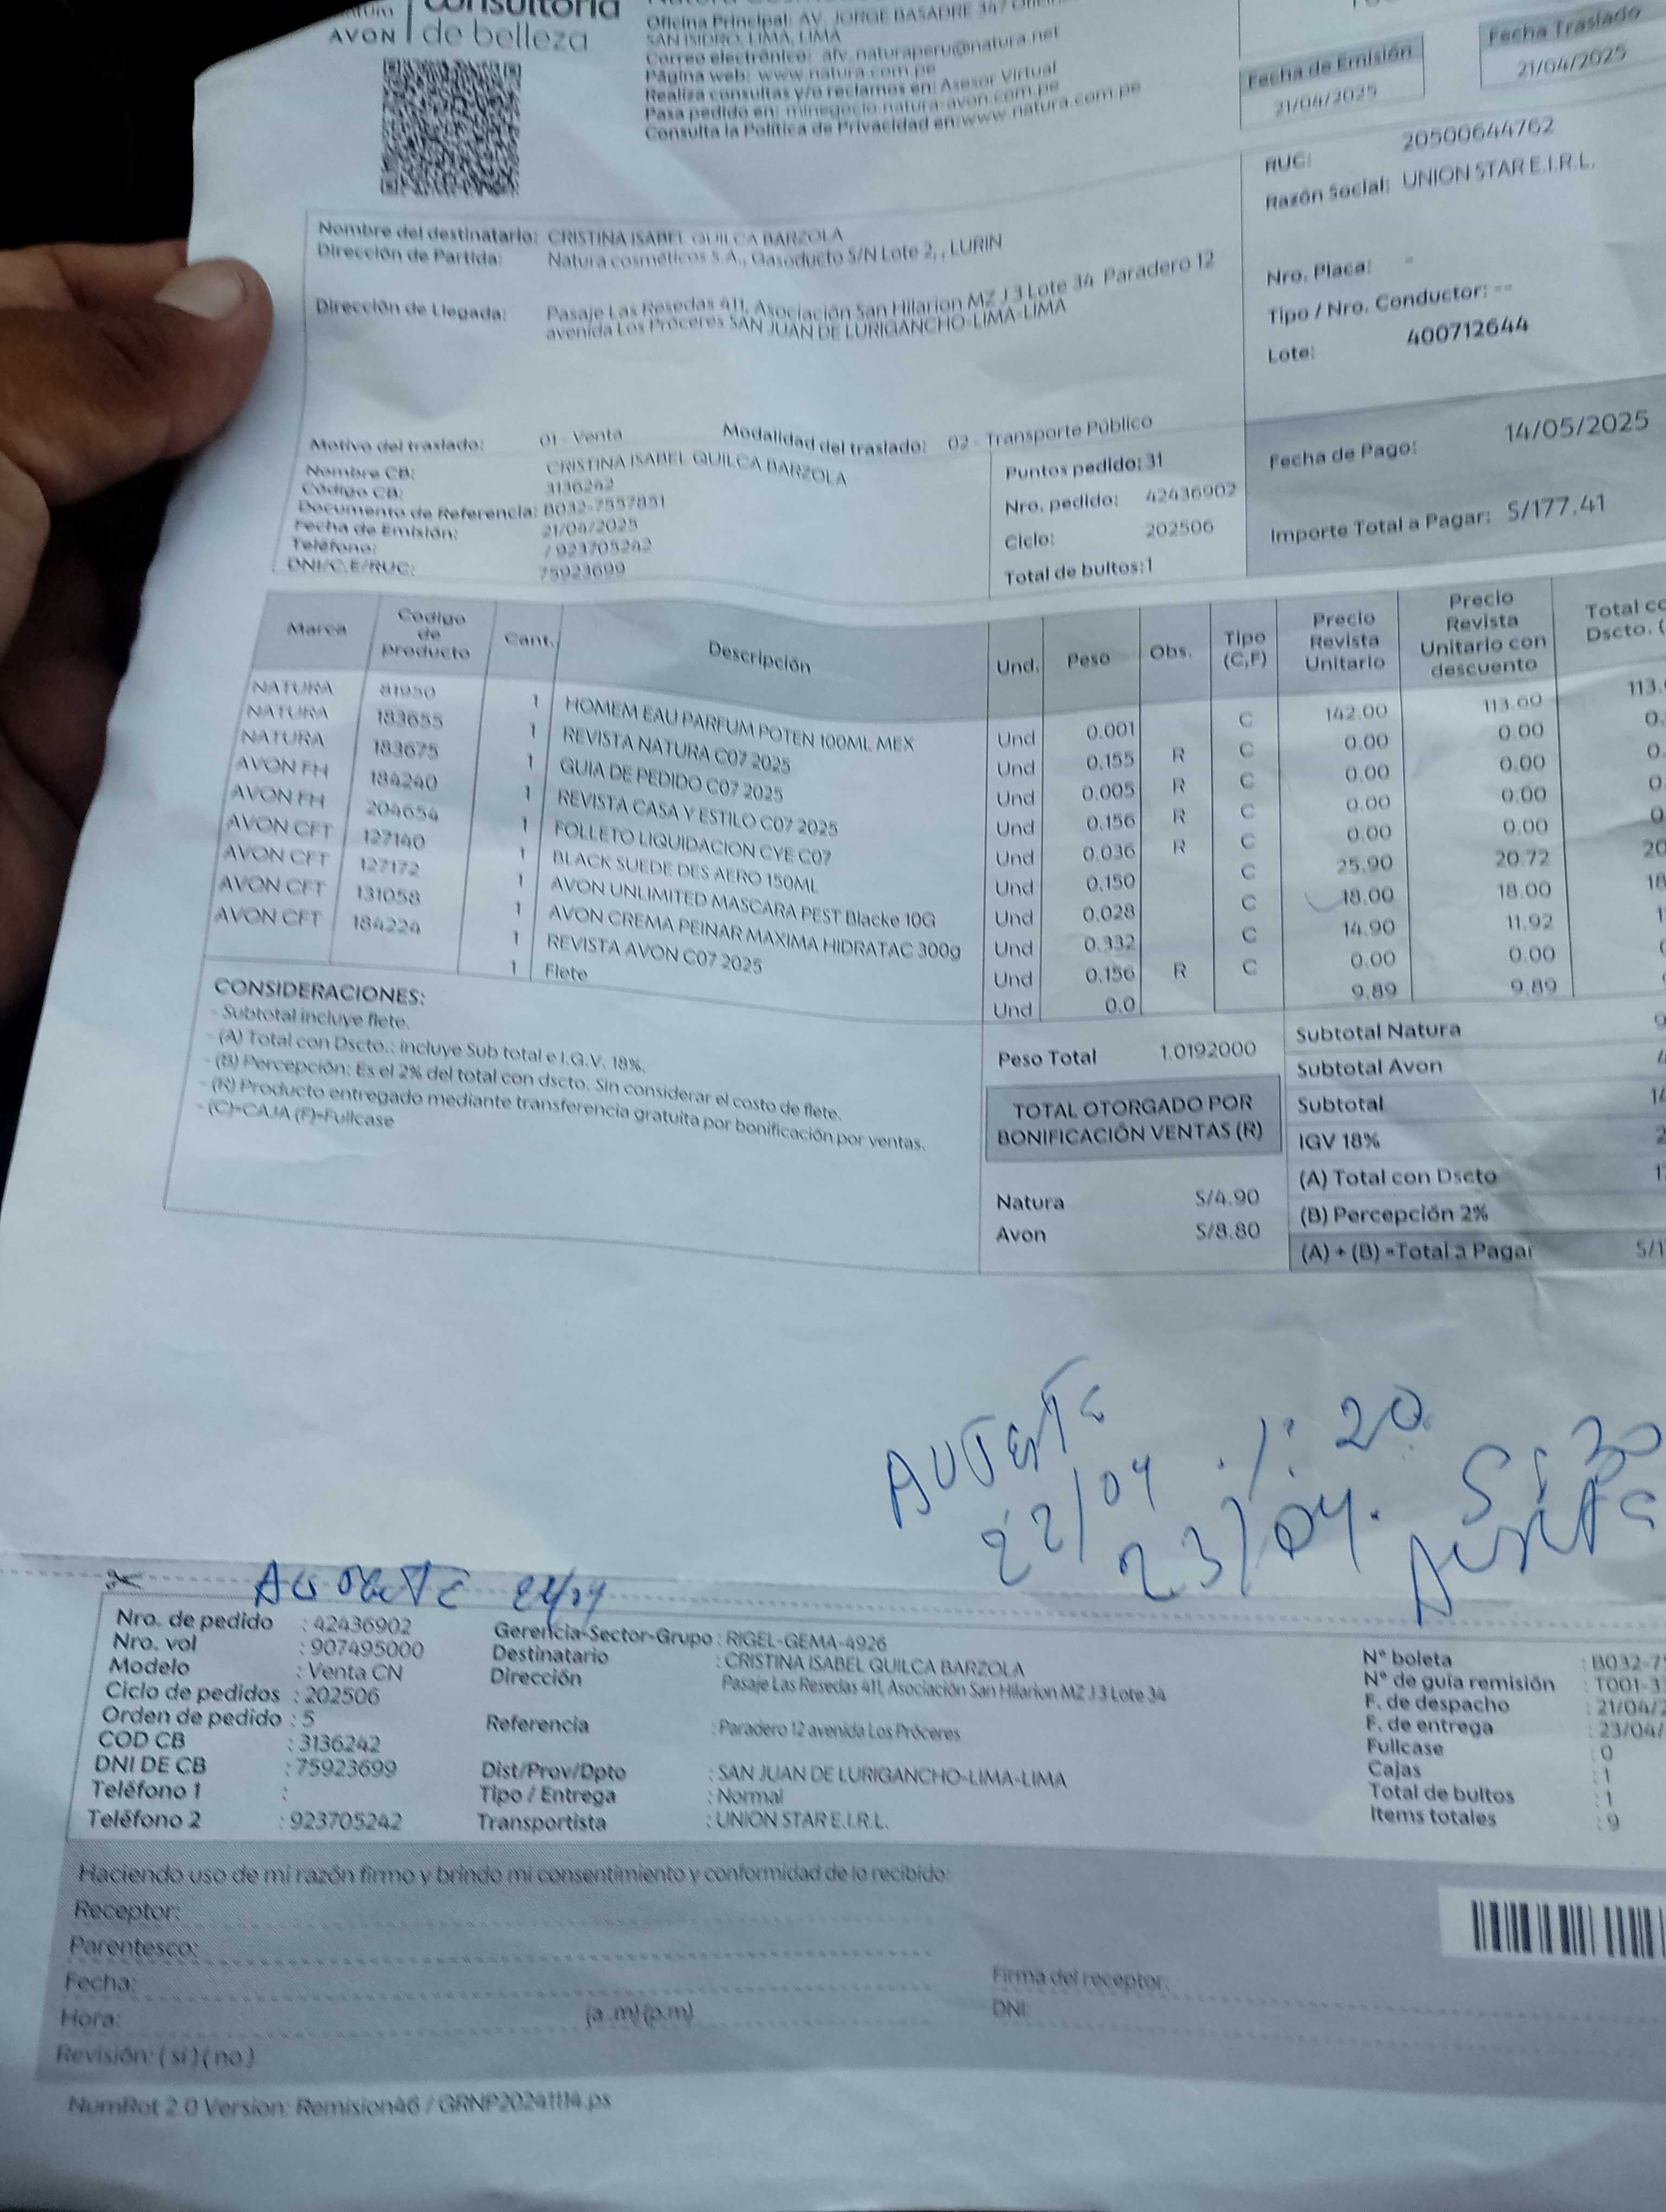 AVON
Consultoría
de belleza
Oficina Principal: AV. JORGE BASADRE 347
SAN ISIDRO, LIMA, LIMA
Correo electrónico: afv.naturaperu@natura.net
Página web: www.natura.com.pe
Realiza consultas y/o reclamos en: Asesor Virtual
Pasa pedido en: minegocio.natura-avon.com.pe
Consulta la Política de Privacidad en:www.natura.com.pe
Fecha de Emisión
21/04/2025
Fecha Traslado
21/04/2025
RUC: 20500644762
Razón Social: UNION STAR E.I.R.L.
Nombre del destinatario: CRISTINA ISABEL QUILCA BARZOLA
Dirección de Partida: Natura cosméticos S.A., Gasoducto S/N Lote 2, , LURIN
Dirección de Llegada: Pasaje Las Resedas 411, Asociación San Hilarion MZ J 3 Lote 34 Paradero 12
avenida Los Próceres SAN JUAN DE LURIGANCHO-LIMA-LIMA
Nro. Placa: -
Tipo / Nro. Conductor: --
Lote: 400712644
Motivo del traslado: 01 - Venta Modalidad del traslado: 02 - Transporte Público
Nombre CB: CRISTINA ISABEL QUILCA BARZOLA
Código CB: 3136242
Documento de Referencia: B032-7557851
Fecha de Emisión: 21/04/2025
Teléfono: / 923705242
DNI/C.E/RUC: 75923699
Puntos pedido: 31
Nro. pedido: 42436902
Ciclo: 202506
Total de bultos: 1
Fecha de Pago: 14/05/2025
Importe Total a Pagar: S/177.41
Marca Codigo de producto Cant. Descripción Und. Peso Obs. Tipo (C,F) Precio Revista Unitario Precio Revista Unitario con descuento Total
NATURA 81950 1 HOMEM EAU PARFUM POTEN 100ML MEX Und 0.001 C 142.00 113.60 113.
NATURA 183655 1 REVISTA NATURA C07 2025 Und 0.155 R C 0.00 0.00 0.
NATURA 183675 1 GUIA DE PEDIDO C07 2025 Und 0.005 R C 0.00 0.00 0.
AVON FH 184240 1 REVISTA CASA Y ESTILO C07 2025 Und 0.156 R C 0.00 0.00 0.
AVON FH 204654 1 FOLLETO LIQUIDACION CYE C07 Und 0.036 R C 0.00 0.00 0
AVON CFT 127140 1 BLACK SUEDE DES AERO 150ML Und 0.150 C 25.90 20.72 20
AVON CFT 127172 1 AVON UNLIMITED MASCARA PEST Blacke 10G Und 0.028 C 18.00 18.00 18
AVON CFT 131058 1 AVON CREMA PEINAR MAXIMA HIDRATAC 300g Und 0.332 C 14.90 11.92 1
AVON CFT 184224 1 REVISTA AVON C07 2025 Und 0.156 R C 0.00 0.00
1 Flete Und 0.0 9.89 9.89
CONSIDERACIONES:
- Subtotal incluye flete.
- (A) Total con Dscto.: incluye Sub total e I.G.V. 18%.
- (B) Percepción: Es el 2% del total con dscto. Sin considerar el costo de flete.
- (R) Producto entregado mediante transferencia gratuita por bonificación por ventas.
- (C)=CAJA (F)=Fullcase
Peso Total 1.0192000
TOTAL OTORGADO POR
BONIFICACIÓN VENTAS (R)
Natura S/4.90
Avon S/8.80
Subtotal Natura
Subtotal Avon
Subtotal
IGV 18%
(A) Total con Dscto
(B) Percepción 2%
(A) + (B) =Total a Pagar S/1
22/04
23/04.
Nro. de pedido : 42436902
Nro. vol : 907495000
Modelo : Venta CN
Ciclo de pedidos : 202506
Orden de pedido : 5
COD CB : 3136242
DNI DE CB : 75923699
Teléfono 1 :
Teléfono 2 : 923705242
Gerencia-Sector-Grupo : RIGEL-GEMA-4926
Destinatario : CRISTINA ISABEL QUILCA BARZOLA
Dirección Pasaje Las Resedas 411, Asociación San Hilarion MZ J 3 Lote 34
Referencia : Paradero 12 avenida Los Próceres
Dist/Prov/Dpto : SAN JUAN DE LURIGANCHO-LIMA-LIMA
Tipo / Entrega : Normal
Transportista : UNION STAR E.I.R.L.
N° boleta : B032-7
N° de guía remisión : T001-3
F. de despacho : 21/04/
F. de entrega : 23/04/
Fullcase : 0
Cajas : 1
Total de bultos : 1
Items totales : 9
Haciendo uso de mi razón firmo y brindo mi consentimiento y conformidad de lo recibido:
Receptor:
Parentesco:
Fecha:
Hora: (a .m) (p.m)
Revisión: ( si ) ( no )
Firma del receptor:
DNI:
NumRot 2.0 Version: Remision46 / GRNP20241114.ps